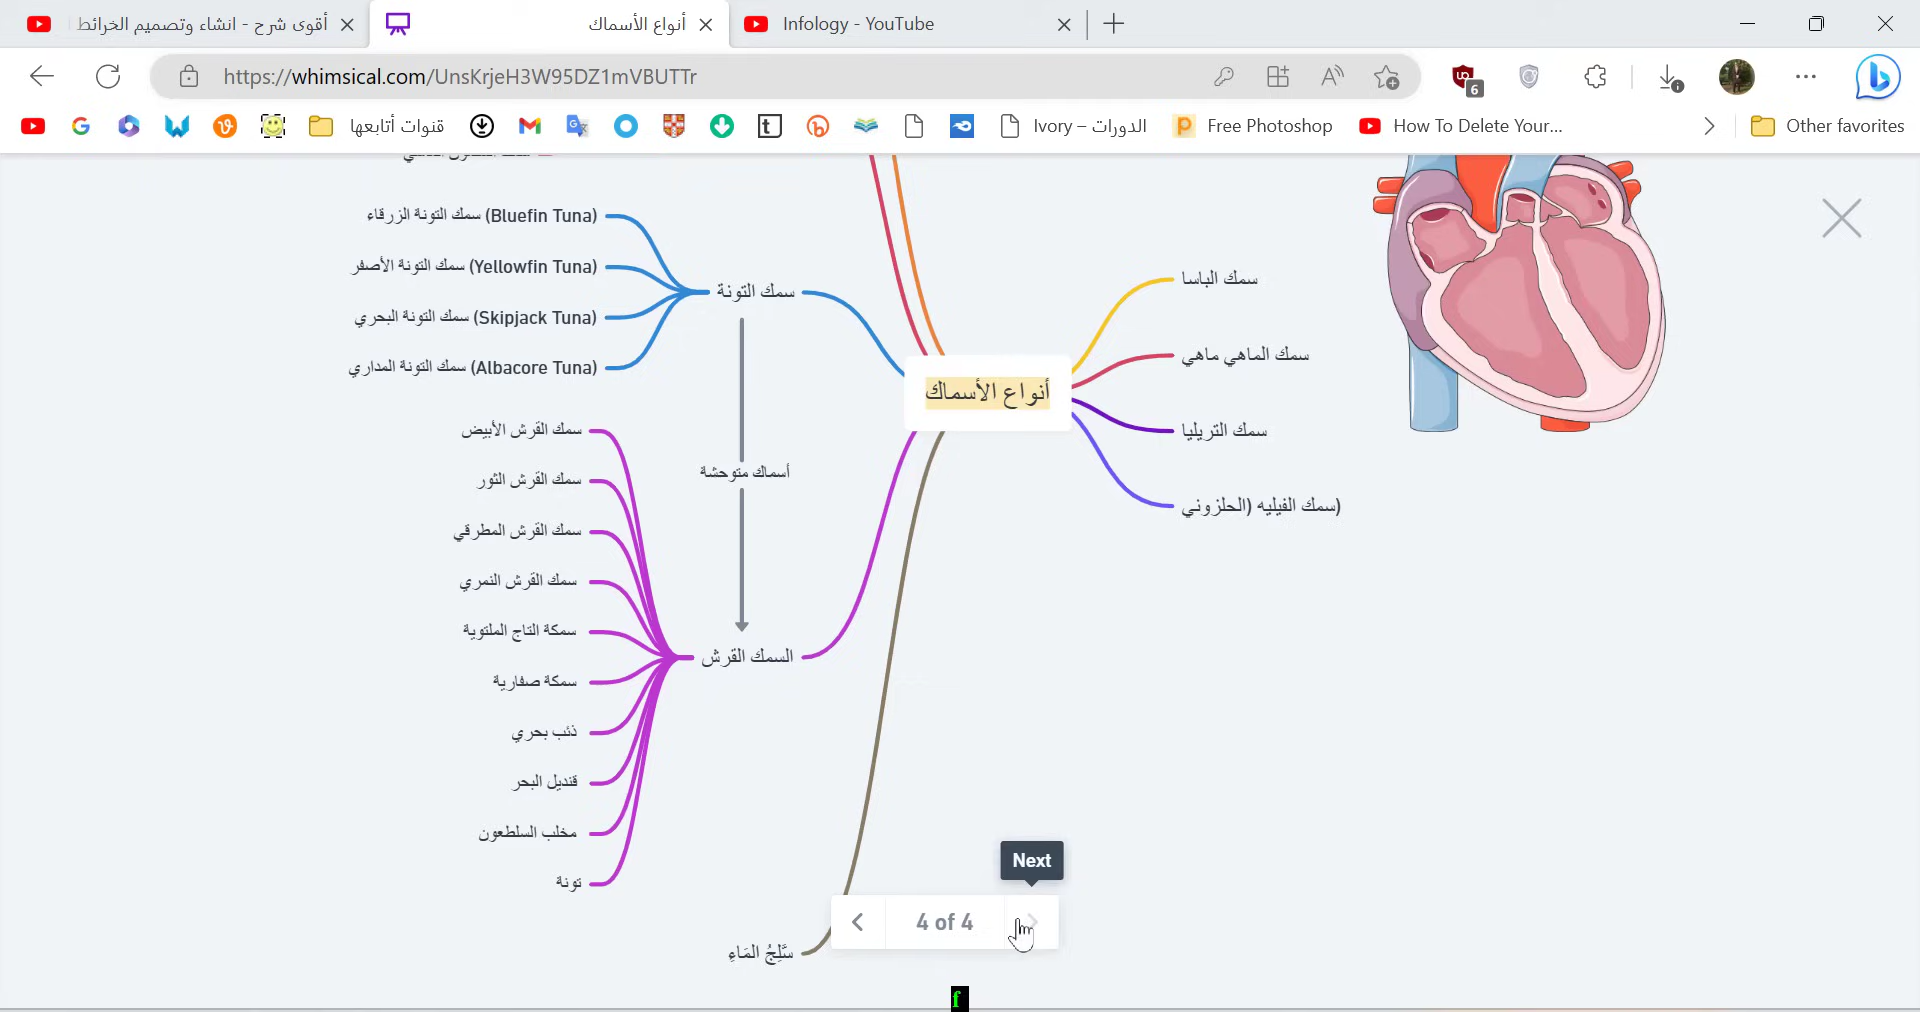 أقوى شرح - انشاء وتصميم الخرائط
أنواع الأسماك
Infology - YouTube
https://whimsical.com/UnsKrjeH3W95DZ1mVBUTTr
6
قنوات أتابعها
الدورات – Ivory
Free Photoshop
How To Delete Your...
Other favorites
سمك التونة الزرقاء (Bluefin Tuna)
سمك التونة الأصفر (Yellowfin Tuna)
سمك التونة البحري (Skipjack Tuna)
سمك التونة المداري (Albacore Tuna)
سمك التونة
أسماك متوحشة
سمك القرش الأبيض
سمك القرش الثور
سمك القرش المطرقي
سمك القرش النمري
سمكة التاج الملتوية
سمكة صفارية
ذئب بحري
قنديل البحر
مخلب السلطعون
تونة
السمك القرش
أنواع الأسماك
سمك الباسا
سمك الماهي ماهي
سمك التريليا
(سمك الفيليه (الحلزوني
Next
4 of 4
سَّلِجُ المَاءِ
f